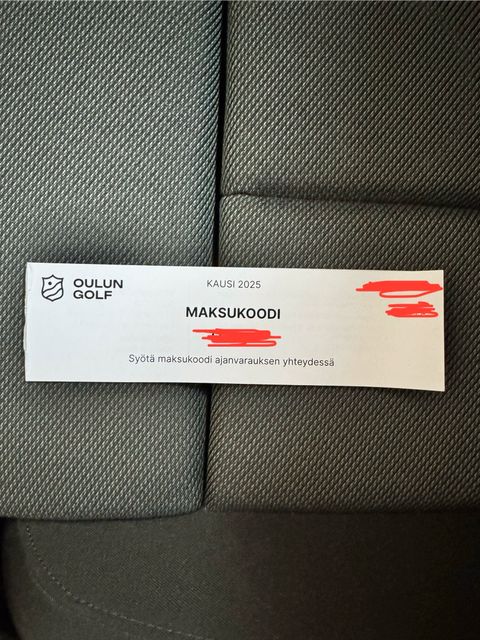 OULUN
GOLF
KAUSI 2025
MAKSUKOODI
Syötä maksukoodi ajanvarauksen yhteydessä